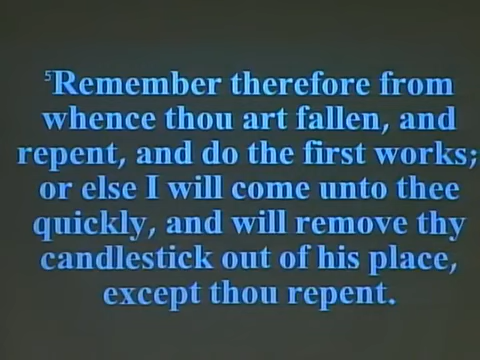 ⁵Remember therefore from
whence thou art fallen, and
repent, and do the first works;
or else I will come unto thee
quickly, and will remove thy
candlestick out of his place,
except thou repent.